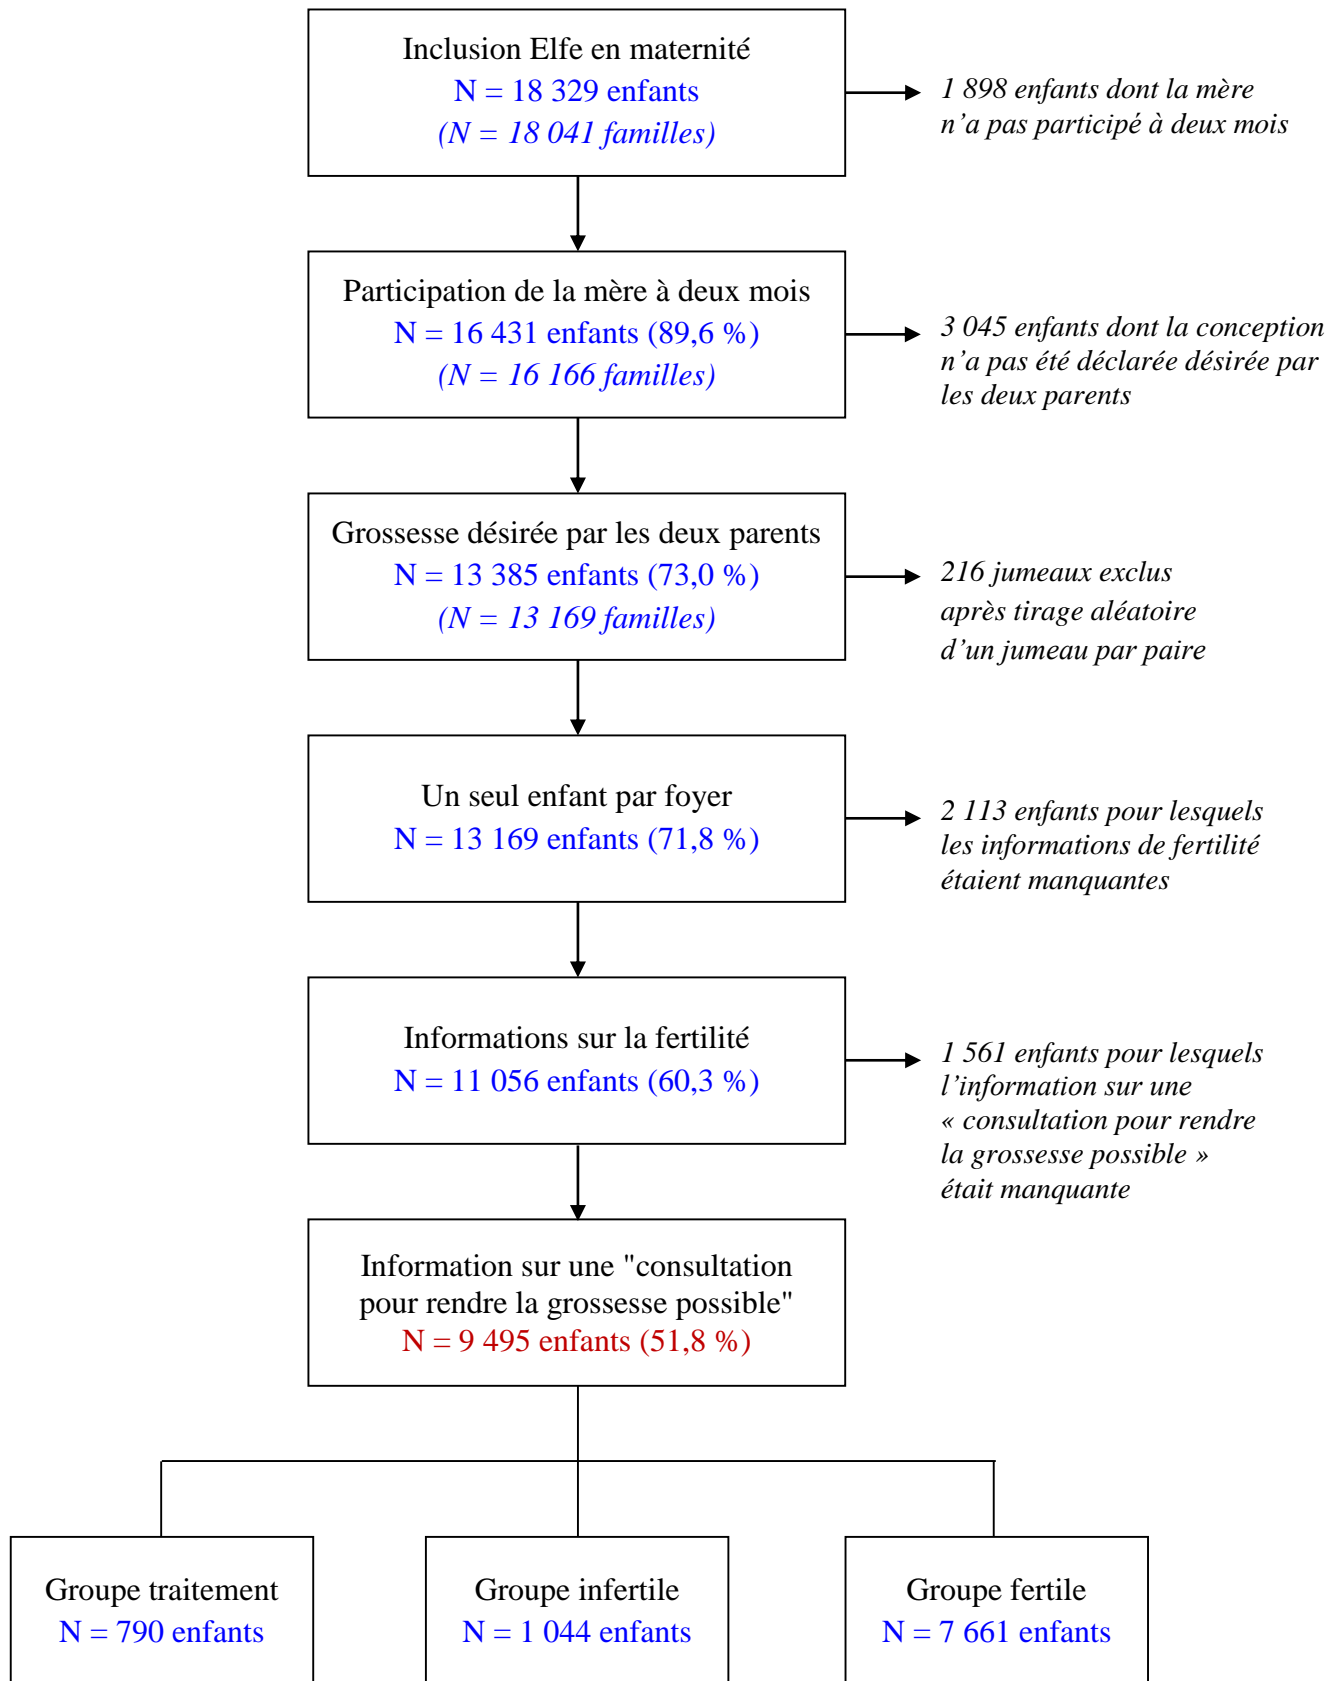 Inclusion Elfe en maternité
N = 18 329 enfants
(N = 18 041 familles)
1 898 enfants dont la mère
n'a pas participé à deux mois
Participation de la mère à deux mois
N = 16 431 enfants (89,6 %)
(N = 16 166 familles)
3 045 enfants dont la conception
n'a pas été déclarée désirée par
les deux parents
Grossesse désirée par les deux parents
N = 13 385 enfants (73,0 %)
(N = 13 169 familles)
216 jumeaux exclus
après tirage aléatoire
d’un jumeau par paire
Un seul enfant par foyer
N = 13 169 enfants (71,8 %)
2 113 enfants pour lesquels
les informations de fertilité
étaient manquantes
Informations sur la fertilité
N = 11 056 enfants (60,3 %)
1 561 enfants pour lesquels
l’information sur une
« consultation pour rendre
la grossesse possible »
était manquante
Information sur une "consultation
pour rendre la grossesse possible"
N = 9 495 enfants (51,8 %)
Groupe traitement
N = 790 enfants
Groupe infertile
N = 1 044 enfants
Groupe fertile
N = 7 661 enfants